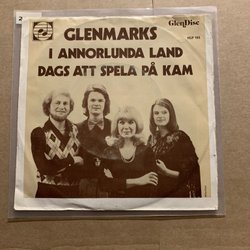 2
GLENMARKS
GlenDisc
I ANNORLUNDA LAND
DAGS ATT SPELA PÅ KAM